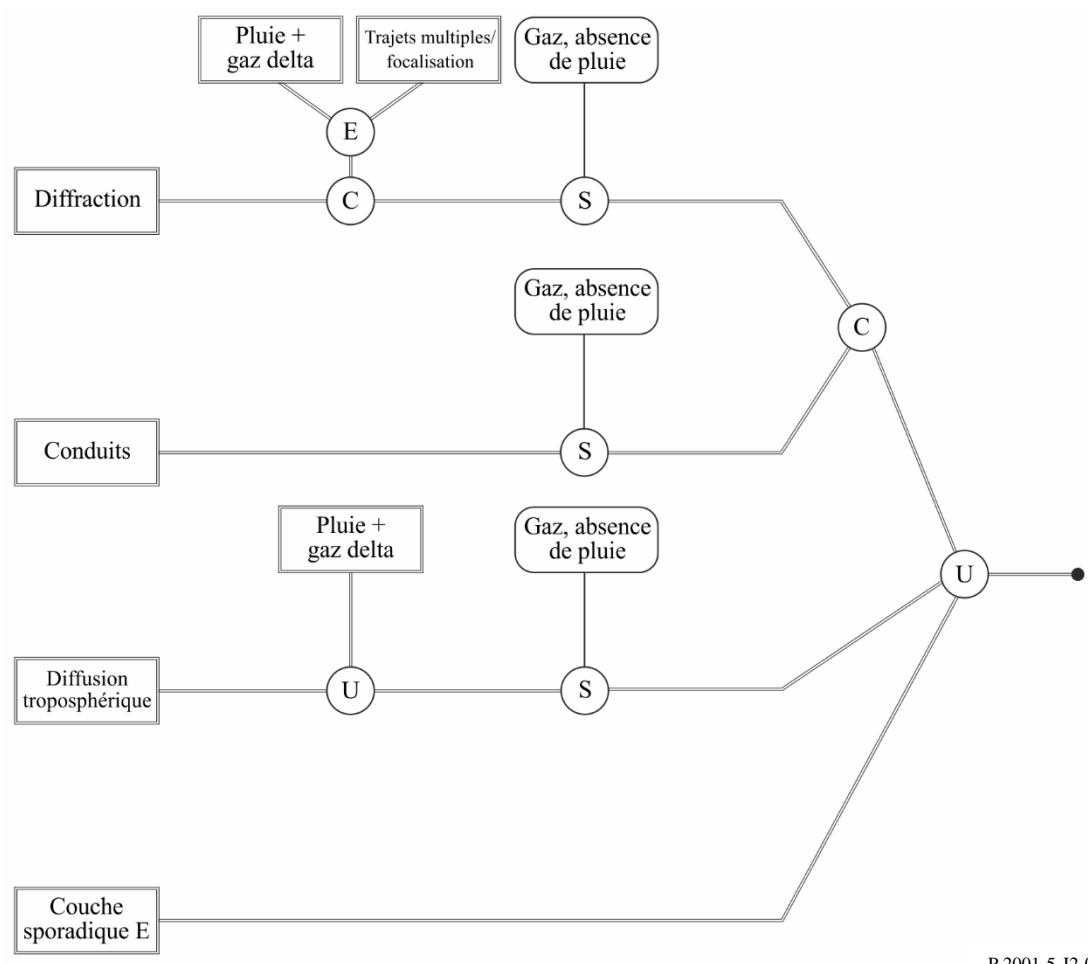 Pluie +
gaz delta
Trajets multiples/
focalisation
Gaz, absence
de pluie
E
Diffraction
C
S
Gaz, absence
de pluie
C
Conduits
S
Pluie +
gaz delta
Gaz, absence
de pluie
U
Diffusion
troposphérique
U
S
Couche
sporadique E